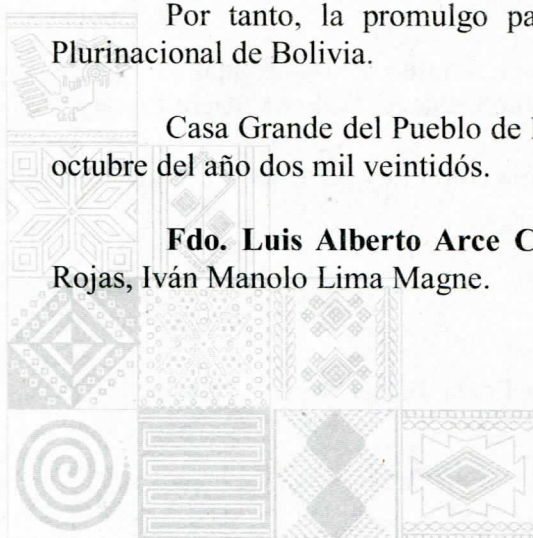 Por tanto, la promulgo
Plurinacional de Bolivia.
Casa Grande del Pueblo de
octubre del año dos mil veintidós.
Fdo. Luis Alberto Arce
Rojas, Iván Manolo Lima Magne.